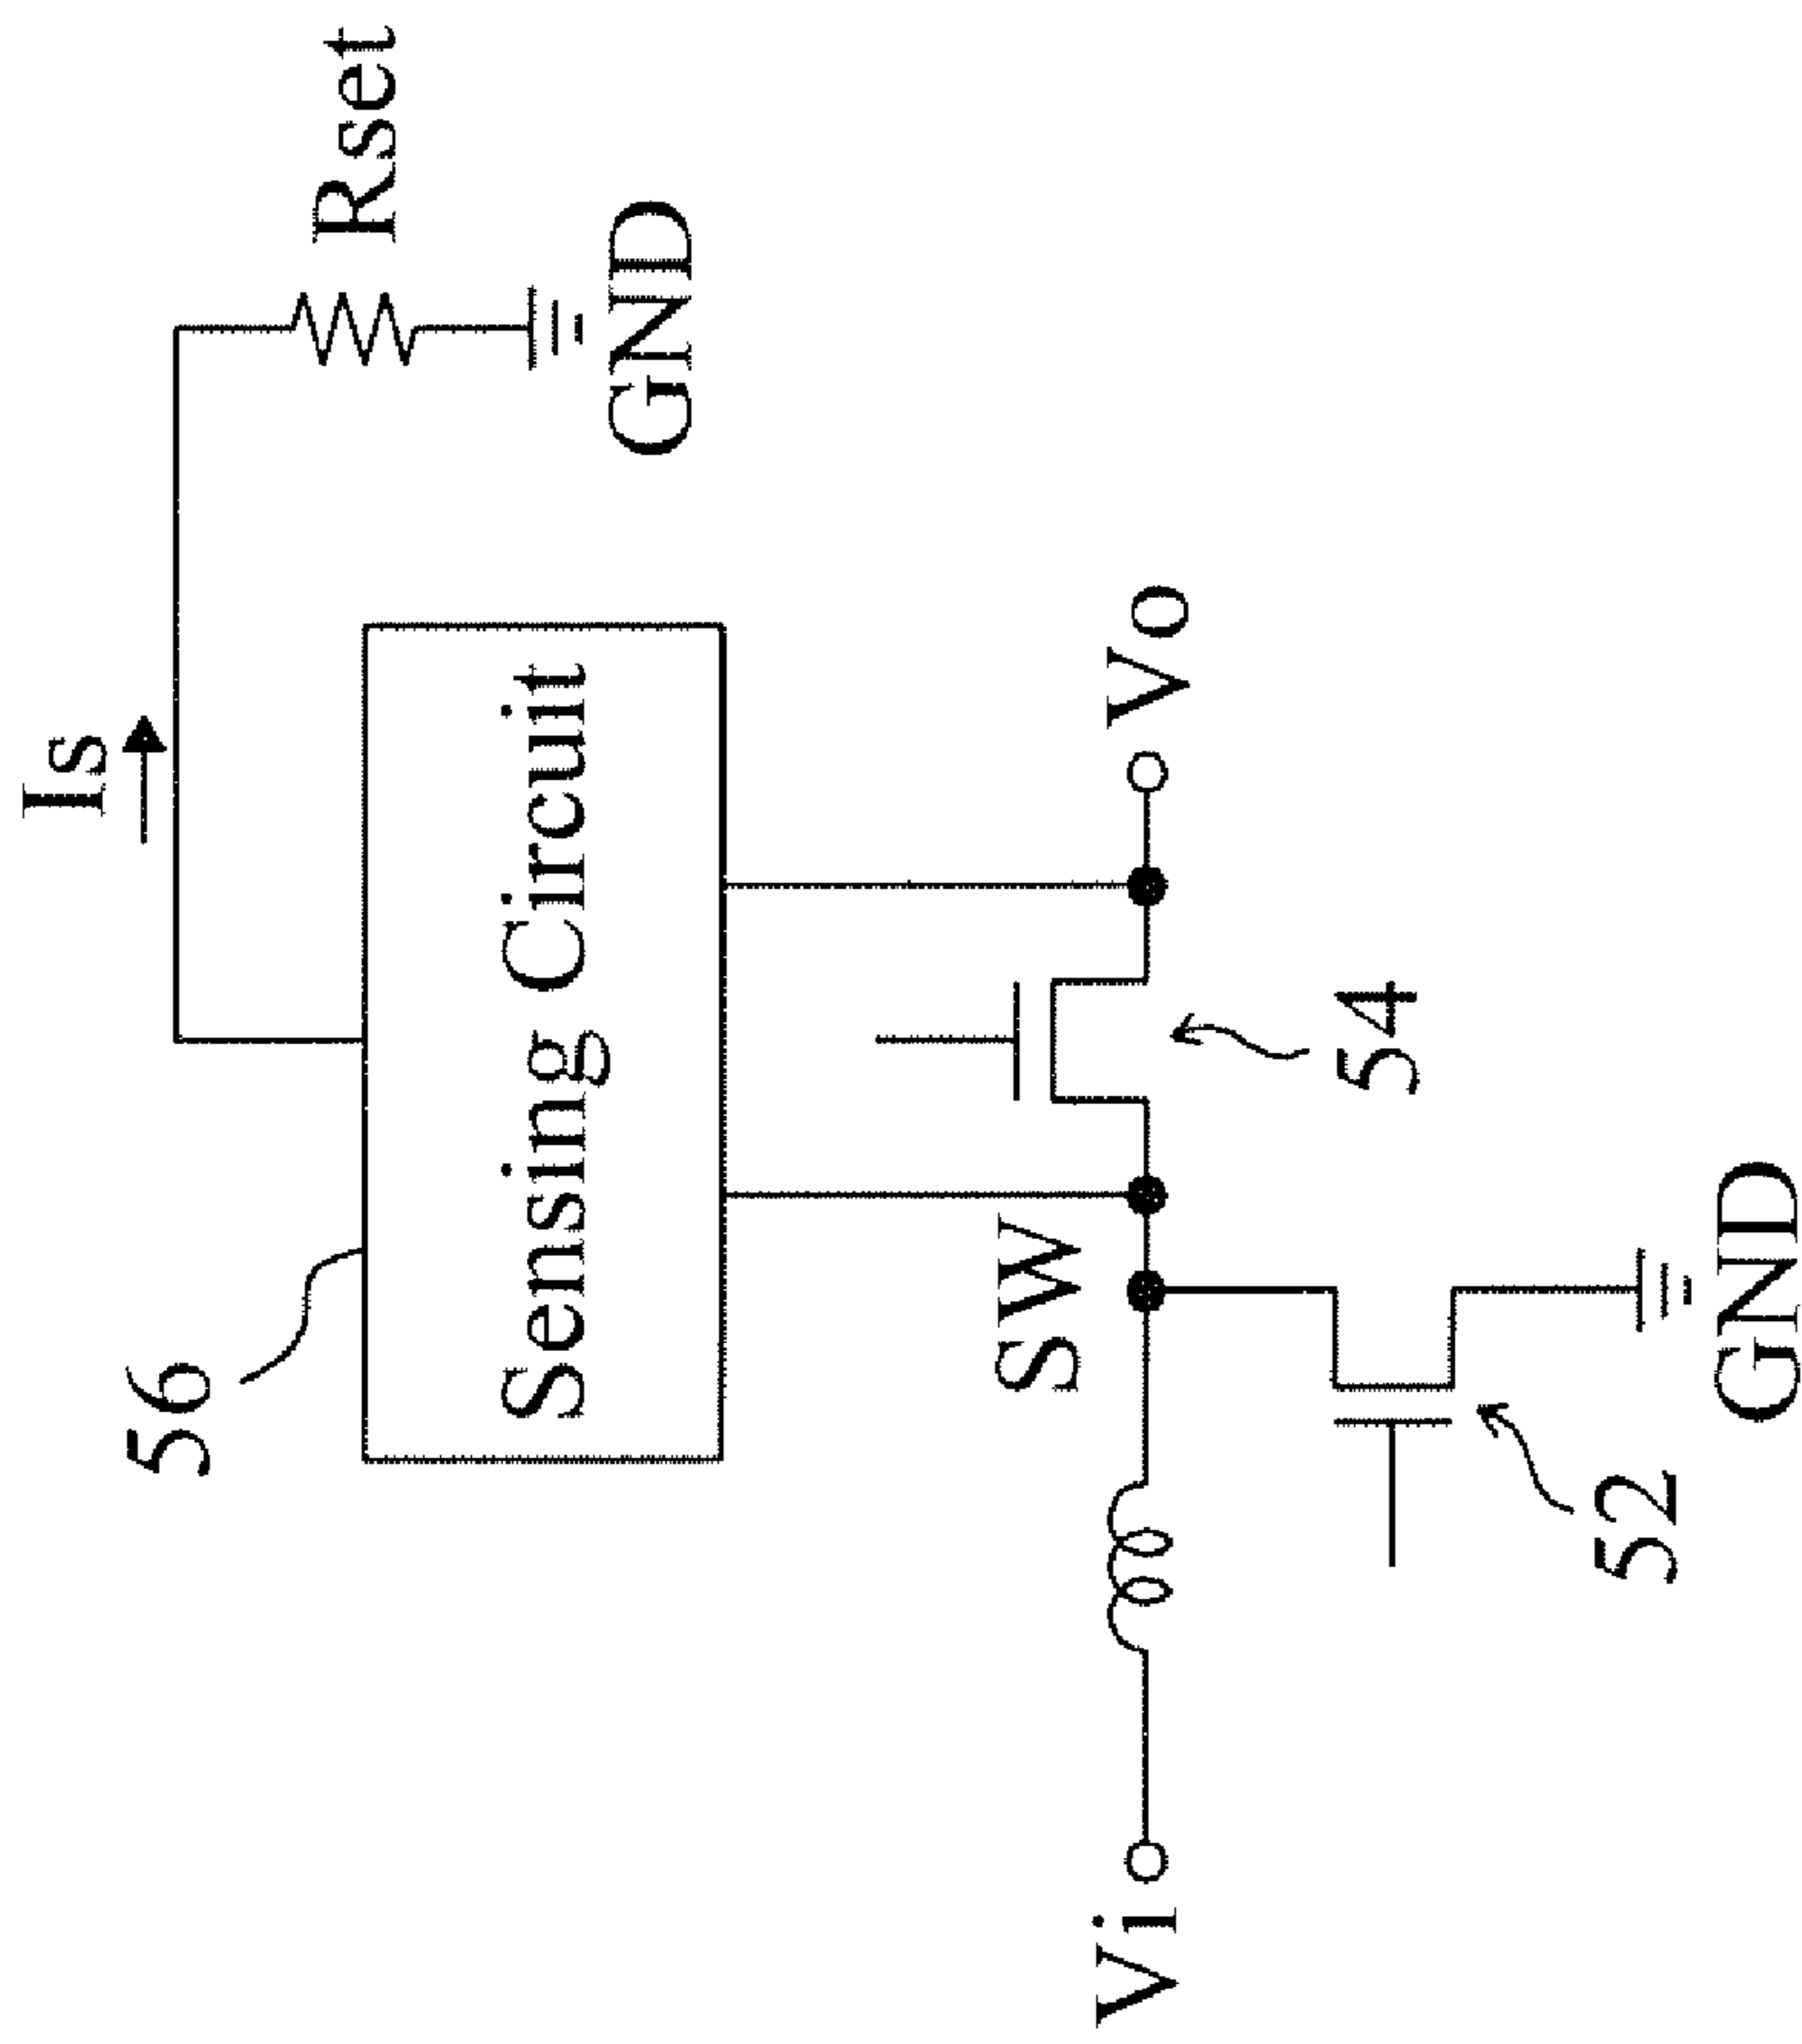 Is
56
Rset
Sensing Circuit
GND
SW
Vi
Vo
54
52
GND